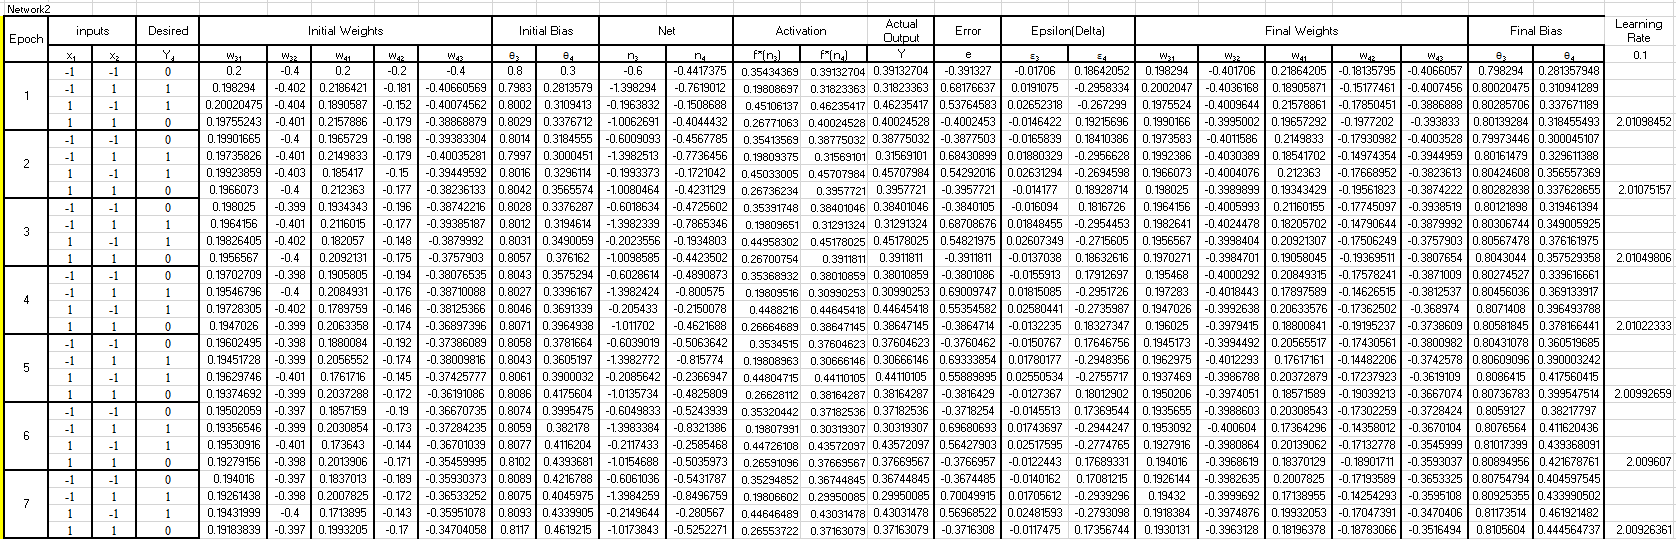 Network2
Epoch inputs Desired Initial Weights Initial Bias Net Activation Actual Output Error Epsilon(Delta) Final Weights Final Bias Learning Rate
x₁ x₂ Y₄ w₃₁ w₃₂ w₄₁ w₄₂ w₄₃ θ₃ θ₄ n₃ n₄ f*(n₃) f*(n₄) Y e ε₃ ε₄ w₃₁ w₃₂ w₄₁ w₄₂ w₄₃ θ₃ θ₄ 0.1
-1 -1 0 0.2 -0.4 0.2 -0.2 -0.4 0.8 0.3 -0.6 -0.4417375 0.35434369 0.39132704 0.39132704 -0.391327 -0.01706 0.18642052 0.198294 -0.401706 0.21864205 -0.18135795 -0.4066057 0.798294 0.281357948
1
-1 1 1 0.198294 -0.402 0.2186421 -0.181 -0.40660569 0.7983 0.2813579 -1.398294 -0.7619012 0.19808697 0.31823363 0.31823363 0.68176637 0.0191075 -0.2958334 0.2002047 -0.4036168 0.18905871 -0.15177461 -0.4007456 0.80020475 0.310941289
1 -1 1 0.20020475 -0.404 0.1890587 -0.152 -0.40074562 0.8002 0.3109413 -0.1963832 -0.1508688 0.45106137 0.46235417 0.46235417 0.53764583 0.02652318 -0.267299 0.1975524 -0.4009644 0.21578861 -0.17850451 -0.3886888 0.80285706 0.337671189
1 1 0 0.19755243 -0.401 0.2157886 -0.179 -0.38868879 0.8029 0.3376712 -1.0062691 -0.4044432 0.26771063 0.40024528 0.40024528 -0.4002453 -0.0146422 0.19215696 0.1990166 -0.3995002 0.19657292 -0.1977202 -0.393833 0.80139284 0.318455493 2.01098452
-1 -1 0 0.19901665 -0.4 0.1965729 -0.198 -0.39383304 0.8014 0.3184555 -0.6009093 -0.4567785 0.35413569 0.38775032 0.38775032 -0.3877503 -0.0165839 0.18410386 0.1973583 -0.4011586 0.2149833 -0.17930982 -0.4003528 0.79973446 0.300045107
2
-1 1 1 0.19735826 -0.401 0.2149833 -0.179 -0.40035281 0.7997 0.3000451 -1.3982513 -0.7736456 0.19809375 0.31569101 0.31569101 0.68430899 0.01880329 -0.2956628 0.1992386 -0.4030389 0.18541702 -0.14974354 -0.3944959 0.80161479 0.329611388
1 -1 1 0.19923859 -0.403 0.185417 -0.15 -0.39449592 0.8016 0.3296114 -0.1993373 -0.1721042 0.45033005 0.45707984 0.45707984 0.54292016 0.02631294 -0.2694598 0.1966073 -0.4004076 0.212363 -0.17668952 -0.3823613 0.80424608 0.356557369
1 1 0 0.1966073 -0.4 0.212363 -0.177 -0.38236133 0.8042 0.3565574 -1.0080464 -0.4231129 0.26736234 0.3957721 0.3957721 -0.3957721 -0.014177 0.18928714 0.198025 -0.3989899 0.19343429 -0.19561823 -0.3874222 0.80282838 0.337628655 2.01075157
-1 -1 0 0.198025 -0.399 0.1934343 -0.196 -0.38742216 0.8028 0.3376287 -0.6018634 -0.4725602 0.35391748 0.38401046 0.38401046 -0.3840105 -0.016094 0.1816726 0.1964156 -0.4005993 0.21160155 -0.17745097 -0.3938519 0.80121898 0.319461394
3
-1 1 1 0.1964156 -0.401 0.2116015 -0.177 -0.39385187 0.8012 0.3194614 -1.3982339 -0.7865346 0.19809651 0.31291324 0.31291324 0.68708676 0.01848455 -0.2954453 0.1982641 -0.4024478 0.18205702 -0.14790644 -0.3879992 0.80306744 0.349005925
1 -1 1 0.19826405 -0.402 0.182057 -0.148 -0.3879992 0.8031 0.3490059 -0.2023556 -0.1934803 0.44958302 0.45178025 0.45178025 0.54821975 0.02607349 -0.2715605 0.1956567 -0.3998404 0.20921307 -0.17506249 -0.3757903 0.80567478 0.376161975
1 1 0 0.1956567 -0.4 0.2092131 -0.175 -0.3757903 0.8057 0.376162 -1.0098585 -0.4423502 0.26700754 0.3911811 0.3911811 -0.3911811 -0.0137038 0.18632616 0.1970271 -0.3984701 0.19058045 -0.19369511 -0.3807654 0.8043044 0.357529358 2.01049806
-1 -1 0 0.19702709 -0.398 0.1905805 -0.194 -0.38076535 0.8043 0.3575294 -0.6028614 -0.4890873 0.35368932 0.38010859 0.38010859 -0.3801086 -0.0155913 0.17912697 0.195468 -0.4000292 0.20849315 -0.17578241 -0.3871009 0.80274527 0.339616661
4
-1 1 1 0.19546796 -0.4 0.2084931 -0.176 -0.38710088 0.8027 0.3396167 -1.3982424 -0.800575 0.19809516 0.30990253 0.30990253 0.69009747 0.01815085 -0.2951726 0.197283 -0.4018443 0.17897589 -0.14626515 -0.3812537 0.80456036 0.369133917
1 -1 1 0.19728305 -0.402 0.1789759 -0.146 -0.38125366 0.8046 0.3691339 -0.205433 -0.2150078 0.4488216 0.44645418 0.44645418 0.55354582 0.02580441 -0.2735987 0.1947026 -0.3992638 0.20633576 -0.17362502 -0.368974 0.8071408 0.396493788
1 1 0 0.1947026 -0.399 0.2063358 -0.174 -0.36897396 0.8071 0.3964938 -1.011702 -0.4621688 0.26664689 0.38647145 0.38647145 -0.3864714 -0.0132235 0.18327347 0.196025 -0.3979415 0.18800841 -0.19195237 -0.3738609 0.80581845 0.378166441 2.01022333
-1 -1 0 0.19602495 -0.398 0.1880084 -0.192 -0.37386089 0.8058 0.3781664 -0.6039019 -0.5063642 0.3534515 0.37604623 0.37604623 -0.3760462 -0.0150767 0.17646756 0.1945173 -0.3994492 0.20565517 -0.17430561 -0.3800982 0.80431078 0.360519685
5
-1 1 1 0.19451728 -0.399 0.2056552 -0.174 -0.38009816 0.8043 0.3605197 -1.3982772 -0.815774 0.19808963 0.30666146 0.30666146 0.69333854 0.01780177 -0.2948356 0.1962975 -0.4012293 0.17617161 -0.14482206 -0.3742578 0.80609096 0.390003242
1 -1 1 0.19629746 -0.401 0.1761716 -0.145 -0.37425777 0.8061 0.3900032 -0.2085642 -0.2366947 0.44804715 0.44110105 0.44110105 0.55889895 0.02550534 -0.2755717 0.1937469 -0.3986788 0.20372879 -0.17237923 -0.3619109 0.8086415 0.417560415
1 1 0 0.19374692 -0.399 0.2037288 -0.172 -0.36191086 0.8086 0.4175604 -1.0135734 -0.4825809 0.26628112 0.38164287 0.38164287 -0.3816429 -0.0127367 0.18012902 0.1950206 -0.3974051 0.18571589 -0.19039213 -0.3667074 0.80736783 0.399547514 2.00992659
-1 -1 0 0.19502059 -0.397 0.1857159 -0.19 -0.36670735 0.8074 0.3995475 -0.6049833 -0.5243939 0.35320442 0.37182536 0.37182536 -0.3718254 -0.0145513 0.17369544 0.1935655 -0.3988603 0.20308543 -0.17302259 -0.3728424 0.8059127 0.38217797
6
-1 1 1 0.19356546 -0.399 0.2030854 -0.173 -0.37284235 0.8059 0.382178 -1.3983384 -0.8321386 0.19807991 0.30319307 0.30319307 0.69680693 0.01743697 -0.2944247 0.1953092 -0.400604 0.17364296 -0.14358012 -0.3670104 0.8076564 0.411620436
1 -1 1 0.19530916 -0.401 0.173643 -0.144 -0.36701039 0.8077 0.4116204 -0.2117433 -0.2585468 0.44726108 0.43572097 0.43572097 0.56427903 0.02517595 -0.2774765 0.1927916 -0.3980864 0.20139062 -0.17132778 -0.3545999 0.81017399 0.439368091
1 1 0 0.19279156 -0.398 0.2013906 -0.171 -0.35459995 0.8102 0.4393681 -1.0154688 -0.5035973 0.26591096 0.37669567 0.37669567 -0.3766957 -0.0122443 0.17689331 0.194016 -0.3968619 0.18370129 -0.18901711 -0.3593037 0.80894956 0.421678761 2.009607
-1 -1 0 0.194016 -0.397 0.1837013 -0.189 -0.35930373 0.8089 0.4216788 -0.6061036 -0.5431787 0.35294852 0.36744845 0.36744845 -0.3674485 -0.0140162 0.17081215 0.1926144 -0.3982635 0.2007825 -0.17193589 -0.3653325 0.80754794 0.404597545
7
-1 1 1 0.19261438 -0.398 0.2007825 -0.172 -0.36533252 0.8075 0.4045975 -1.3984259 -0.8496759 0.19806602 0.29950085 0.29950085 0.70049915 0.01705612 -0.2939296 0.19432 -0.3999692 0.17138955 -0.14254293 -0.3595108 0.80925355 0.433990502
1 -1 1 0.19431999 -0.4 0.1713895 -0.143 -0.35951078 0.8093 0.4339905 -0.2149644 -0.280567 0.44646489 0.43031478 0.43031478 0.56968522 0.02481593 -0.2793098 0.1918384 -0.3974876 0.19932053 -0.17047391 -0.3470406 0.81173514 0.461921482
1 1 0 0.19183839 -0.397 0.1993205 -0.17 -0.34704058 0.8117 0.4619215 -1.0173843 -0.5252271 0.26553722 0.37163079 0.37163079 -0.3716308 -0.0117475 0.17356744 0.1930131 -0.3963128 0.18196378 -0.18783066 -0.3516494 0.8105604 0.444564737 2.00926361